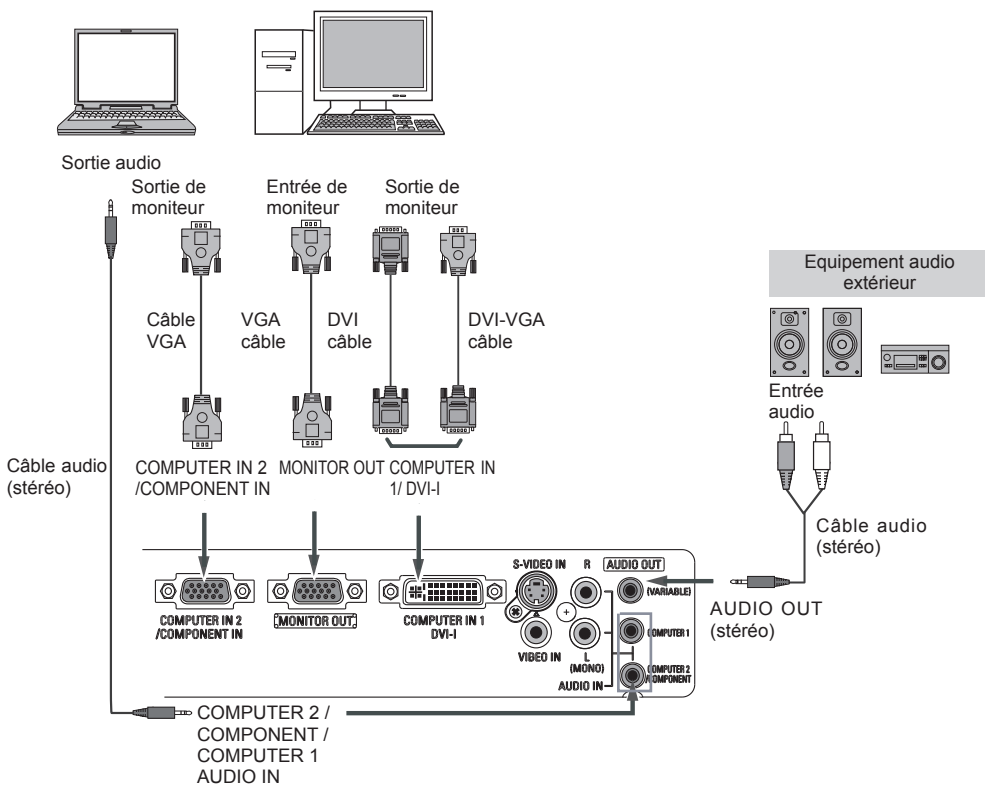 Sortie audio
Sortie de
moniteur
Entrée de
moniteur
Sortie de
moniteur
Equipement audio
extérieur
Câble
VGA
VGA
câble
DVI
câble
DVI-VGA
câble
Entrée
audio
Câble audio
(stéréo)
COMPUTER IN 2
/COMPONENT IN
MONITOR OUT
COMPUTER IN
1/ DVI-I
Câble audio
(stéréo)
S-VIDEO IN
R
AUDIO OUT
(VARIABLE)
AUDIO OUT
(stéréo)
COMPUTER IN 2
/COMPONENT IN
MONITOR OUT
COMPUTER IN 1
DVI-I
COMPUTER 1
VIDEO IN
L
(MONO)
COMPUTER 2
/COMPONENT
AUDIO IN
COMPUTER 2 /
COMPONENT /
COMPUTER 1
AUDIO IN